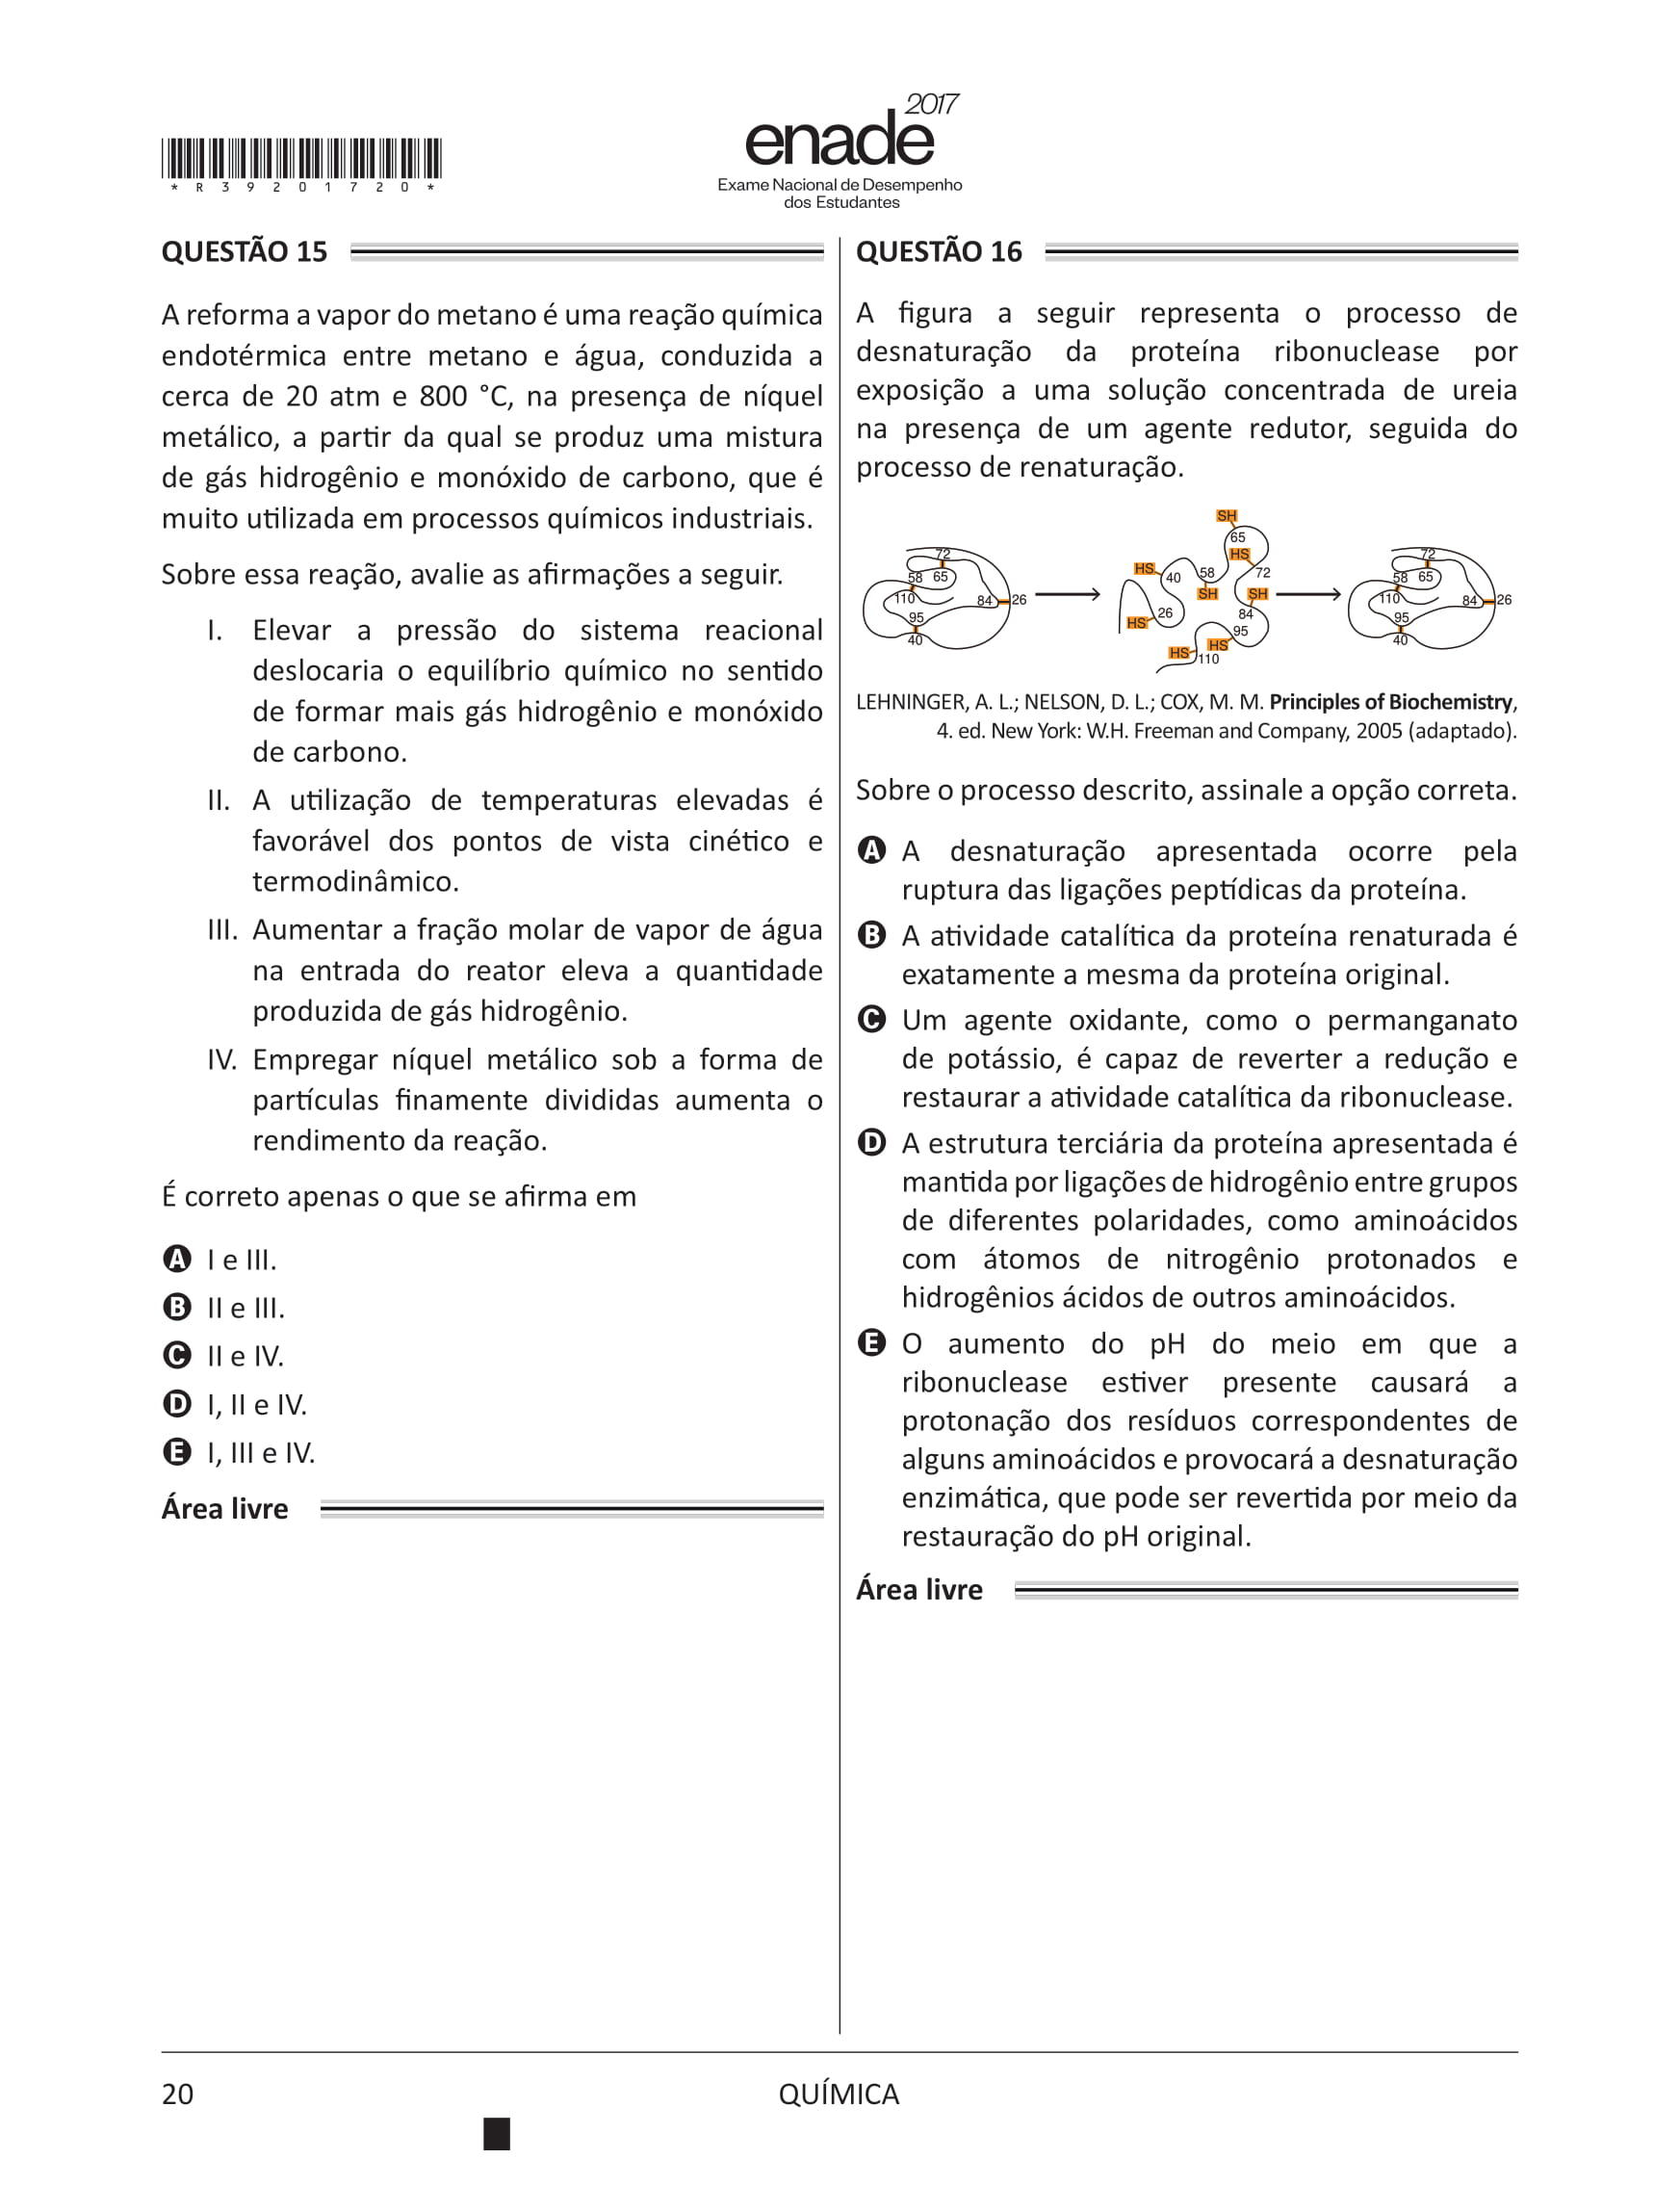 * R 3 9 2 0 1 7 2 0 *
2017
enade
Exame Nacional de Desempenho
dos Estudantes
QUESTÃO 15
A reforma a vapor do metano é uma reação química
endotérmica entre metano e água, conduzida a
cerca de 20 atm e 800 °C, na presença de níquel
metálico, a partir da qual se produz uma mistura
de gás hidrogênio e monóxido de carbono, que é
muito utilizada em processos químicos industriais.
Sobre essa reação, avalie as afirmações a seguir.
I. Elevar a pressão do sistema reacional
deslocaria o equilíbrio químico no sentido
de formar mais gás hidrogênio e monóxido
de carbono.
II. A utilização de temperaturas elevadas é
favorável dos pontos de vista cinético e
termodinâmico.
III. Aumentar a fração molar de vapor de água
na entrada do reator eleva a quantidade
produzida de gás hidrogênio.
IV. Empregar níquel metálico sob a forma de
partículas finamente divididas aumenta o
rendimento da reação.
É correto apenas o que se afirma em
A I e III.
B II e III.
C II e IV.
D I, II e IV.
E I, III e IV.
Área livre
QUESTÃO 16
A figura a seguir representa o processo de
desnaturação da proteína ribonuclease por
exposição a uma solução concentrada de ureia
na presença de um agente redutor, seguida do
processo de renaturação.
72
58 65
110
84 26
95
40
SH
65
HS
HS
40
58
72
SH
SH
26
84
HS
95
HS
HS
110
72
58 65
110
84 26
95
40
LEHNINGER, A. L.; NELSON, D. L.; COX, M. M. Principles of Biochemistry,
4. ed. New York: W.H. Freeman and Company, 2005 (adaptado).
Sobre o processo descrito, assinale a opção correta.
A A desnaturação apresentada ocorre pela
ruptura das ligações peptídicas da proteína.
B A atividade catalítica da proteína renaturada é
exatamente a mesma da proteína original.
C Um agente oxidante, como o permanganato
de potássio, é capaz de reverter a redução e
restaurar a atividade catalítica da ribonuclease.
D A estrutura terciária da proteína apresentada é
mantida por ligações de hidrogênio entre grupos
de diferentes polaridades, como aminoácidos
com átomos de nitrogênio protonados e
hidrogênios ácidos de outros aminoácidos.
E O aumento do pH do meio em que a
ribonuclease estiver presente causará a
protonação dos resíduos correspondentes de
alguns aminoácidos e provocará a desnaturação
enzimática, que pode ser revertida por meio da
restauração do pH original.
Área livre
20
QUÍMICA